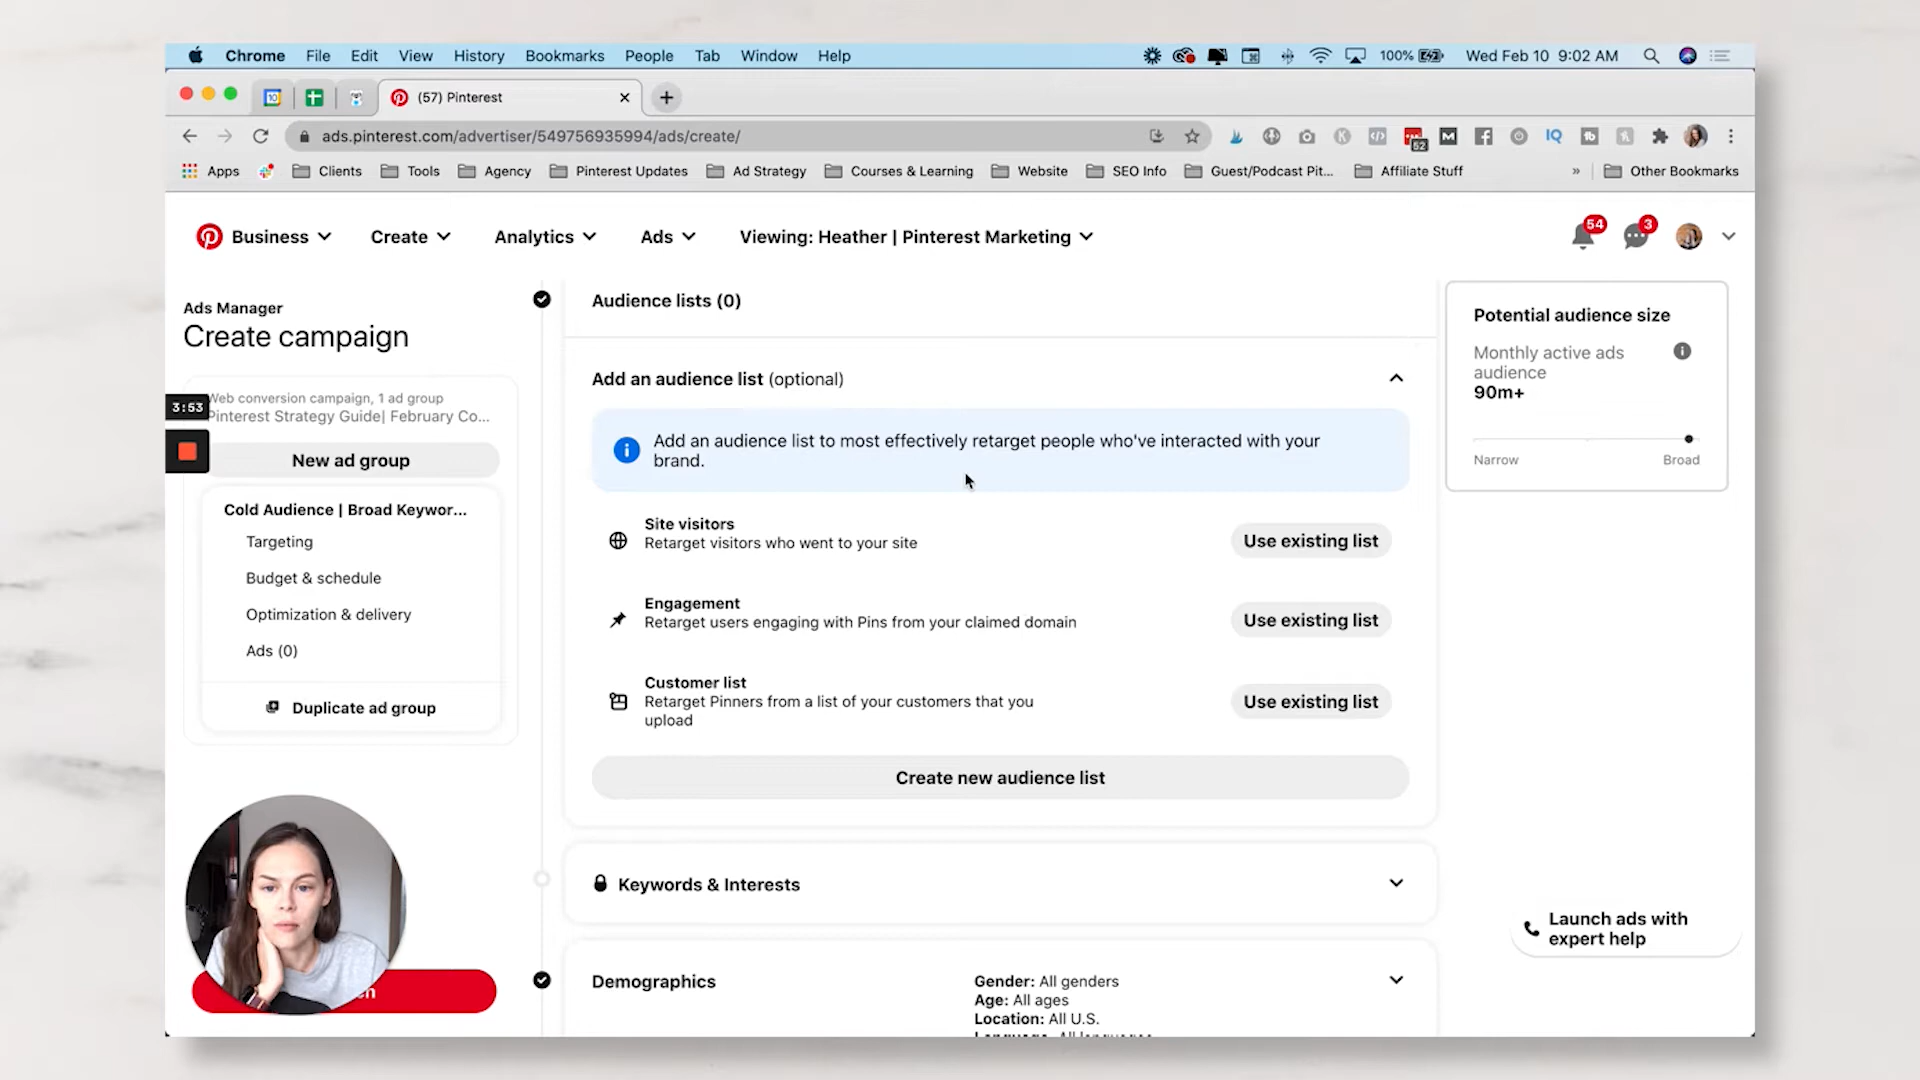 Chrome File Edit View History Bookmarks People Tab Window Help 100% Wed Feb 10 9:02 AM
10 (57) Pinterest
ads.pinterest.com/advertiser/549756935994/ads/create/
52
Apps Clients Tools Agency Pinterest Updates Ad Strategy Courses & Learning Website SEO Info Guest/Podcast Pit... Affiliate Stuff » Other Bookmarks
Business Create Analytics Ads Viewing: Heather | Pinterest Marketing 54 3
Ads Manager
Create campaign
Web conversion campaign, 1 ad group
Pinterest Strategy Guide| February Co...
3:53
New ad group
Cold Audience | Broad Keywor...
Targeting
Budget & schedule
Optimization & delivery
Ads (0)
Duplicate ad group
Audience lists (0)
Add an audience list (optional)
Add an audience list to most effectively retarget people who've interacted with your
brand.
Site visitors
Retarget visitors who went to your site
Use existing list
Engagement
Retarget users engaging with Pins from your claimed domain
Use existing list
Customer list
Retarget Pinners from a list of your customers that you
upload
Use existing list
Create new audience list
Keywords & Interests
Demographics
Gender: All genders
Age: All ages
Location: All U.S.
Potential audience size
Monthly active ads
audience
90m+
Narrow Broad
Launch ads with
expert help